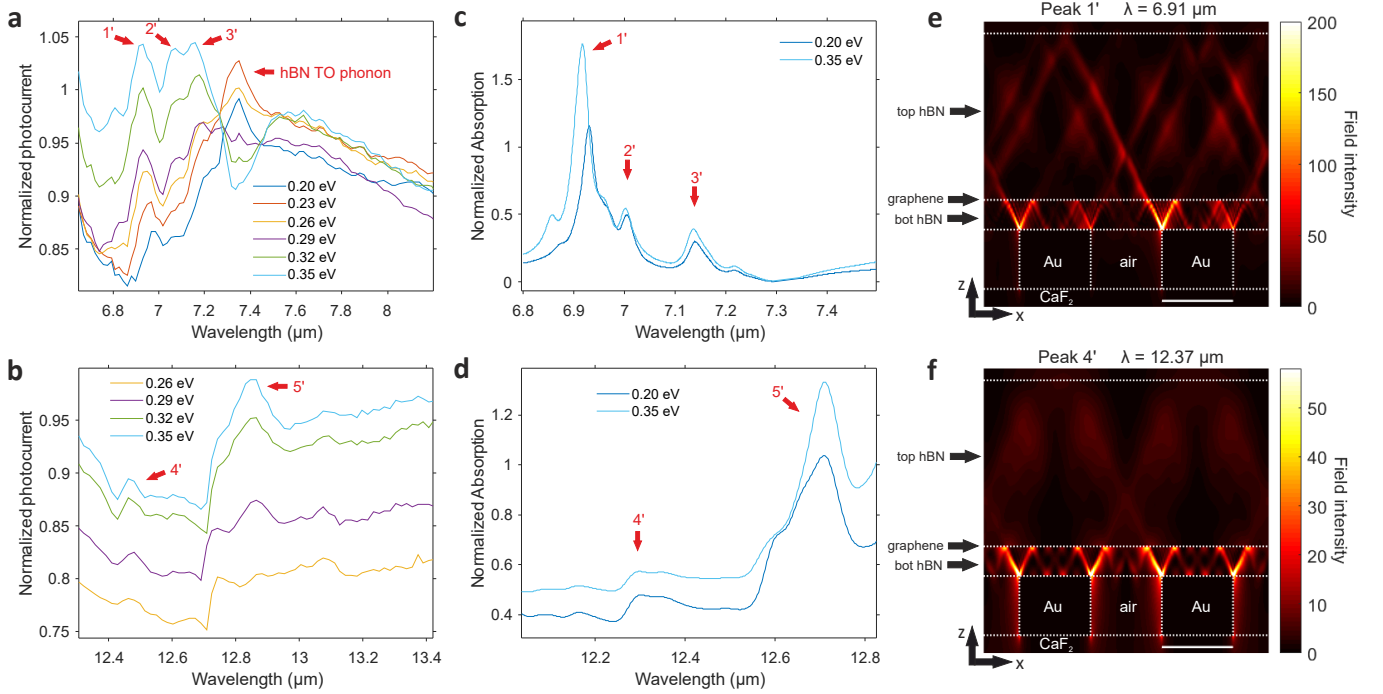 a
1'
2'
3'
hBN TO phonon
1.05
1
0.95
0.9
0.85
Normalized photocurrent
0.20 eV
0.23 eV
0.26 eV
0.29 eV
0.32 eV
0.35 eV
6.8
7
7.2
7.4
7.6
7.8
8
Wavelength (µm)
b
0.26 eV
0.29 eV
0.32 eV
0.35 eV
4'
5'
0.95
0.9
0.85
0.8
0.75
Normalized photocurrent
12.4
12.6
12.8
13
13.2
13.4
Wavelength (µm)
c
1'
2'
3'
0.20 eV
0.35 eV
1.5
1
0.5
0
Normalized Absorption
6.8
6.9
7
7.1
7.2
7.3
7.4
Wavelength (µm)
d
0.20 eV
0.35 eV
4'
5'
1.2
1
0.8
0.6
0.4
Normalized Absorption
12.2
12.4
12.6
12.8
Wavelength (µm)
e
Peak 1' λ = 6.91 µm
top hBN
graphene
bot hBN
Au
air
Au
CaF2
z
x
200
150
100
50
0
Field intensity
f
Peak 4' λ = 12.37 µm
top hBN
graphene
bot hBN
Au
air
Au
CaF2
z
x
50
40
30
20
10
0
Field intensity